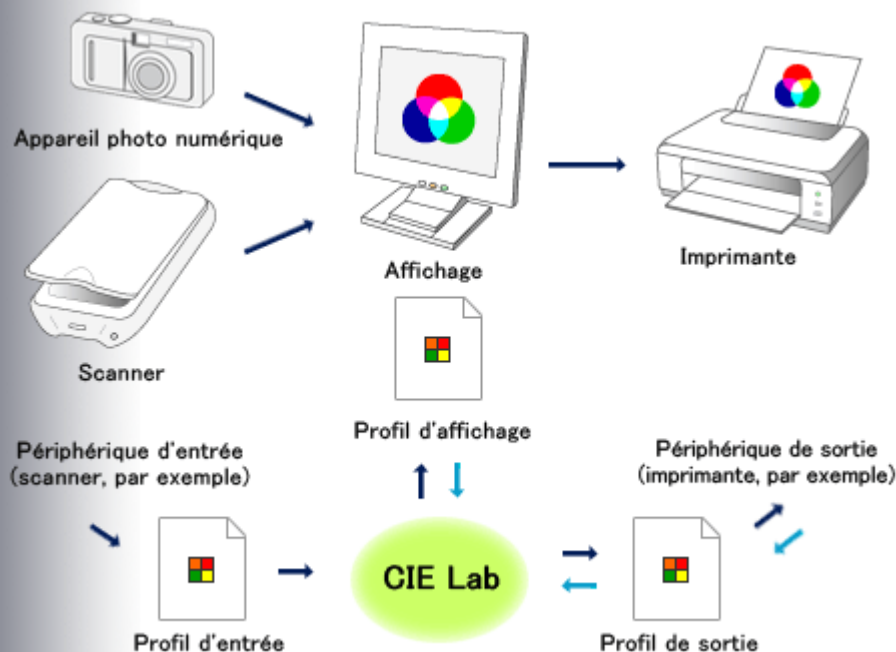 Appareil photo numérique
Affichage
Imprimante
Scanner
Profil d'affichage
Périphérique d'entrée
(scanner, par exemple)
Périphérique de sortie
(imprimante, par exemple)
CIE Lab
Profil d'entrée
Profil de sortie